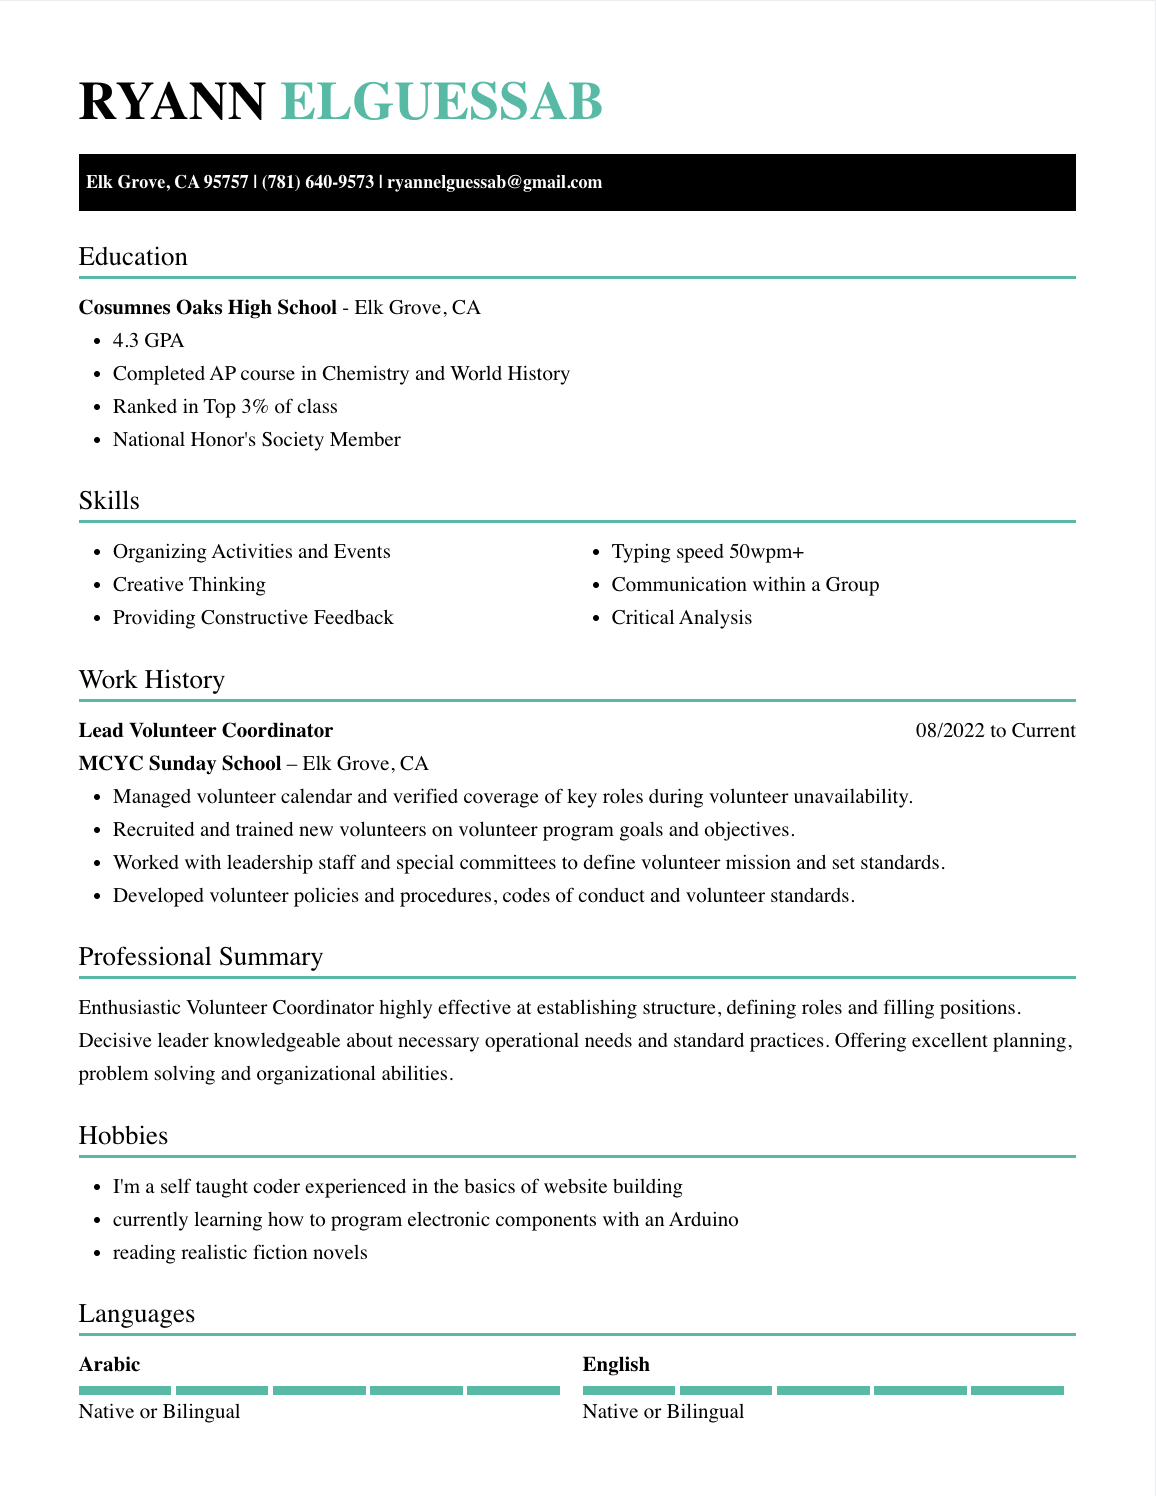 RYANN ELGUESSAB
Elk Grove, CA 95757 | (781) 640-9573 | ryannelguessab@gmail.com
Education
Cosumnes Oaks High School - Elk Grove, CA
• 4.3 GPA
• Completed AP course in Chemistry and World History
• Ranked in Top 3% of class
• National Honor's Society Member
Skills
• Organizing Activities and Events
• Creative Thinking
• Providing Constructive Feedback
• Typing speed 50wpm+
• Communication within a Group
• Critical Analysis
Work History
Lead Volunteer Coordinator 08/2022 to Current
MCYC Sunday School – Elk Grove, CA
• Managed volunteer calendar and verified coverage of key roles during volunteer unavailability.
• Recruited and trained new volunteers on volunteer program goals and objectives.
• Worked with leadership staff and special committees to define volunteer mission and set standards.
• Developed volunteer policies and procedures, codes of conduct and volunteer standards.
Professional Summary
Enthusiastic Volunteer Coordinator highly effective at establishing structure, defining roles and filling positions.
Decisive leader knowledgeable about necessary operational needs and standard practices. Offering excellent planning,
problem solving and organizational abilities.
Hobbies
• I'm a self taught coder experienced in the basics of website building
• currently learning how to program electronic components with an Arduino
• reading realistic fiction novels
Languages
Arabic
Native or Bilingual
English
Native or Bilingual